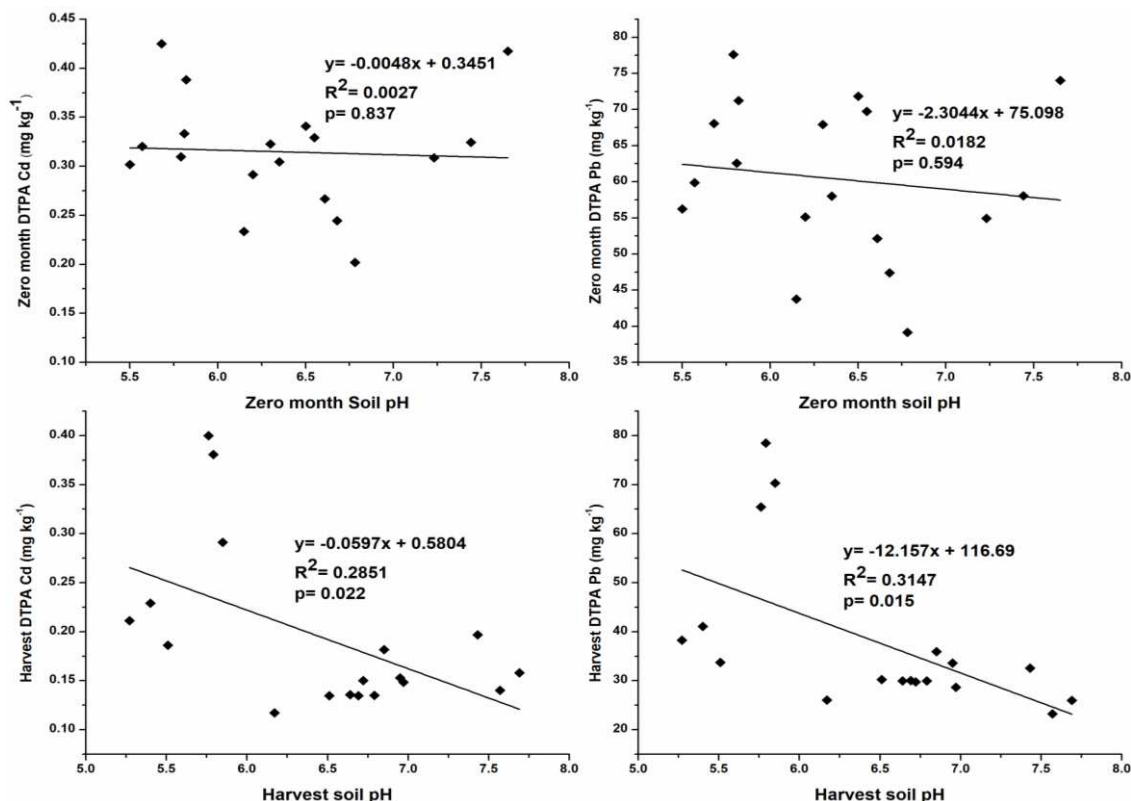 0.45
0.40
0.35
0.30
0.25
0.20
0.15
0.10
Zero month DTPA Cd (mg kg-1)
y= -0.0048x + 0.3451
R2= 0.0027
p= 0.837
5.5 6.0 6.5 7.0 7.5 8.0
Zero month Soil pH
80
75
70
65
60
55
50
45
40
35
Zero month DTPA Pb (mg kg-1)
y= -2.3044x + 75.098
R2= 0.0182
p= 0.594
5.5 6.0 6.5 7.0 7.5 8.0
Zero month soil pH
0.40
0.35
0.30
0.25
0.20
0.15
0.10
Harvest DTPA Cd (mg kg-1)
y= -0.0597x + 0.5804
R2= 0.2851
p= 0.022
5.0 5.5 6.0 6.5 7.0 7.5 8.0
Harvest soil pH
80
70
60
50
40
30
20
Harvest DTPA Pb (mg kg-1)
y= -12.157x + 116.69
R2= 0.3147
p= 0.015
5.0 5.5 6.0 6.5 7.0 7.5 8.0
Harvest soil pH